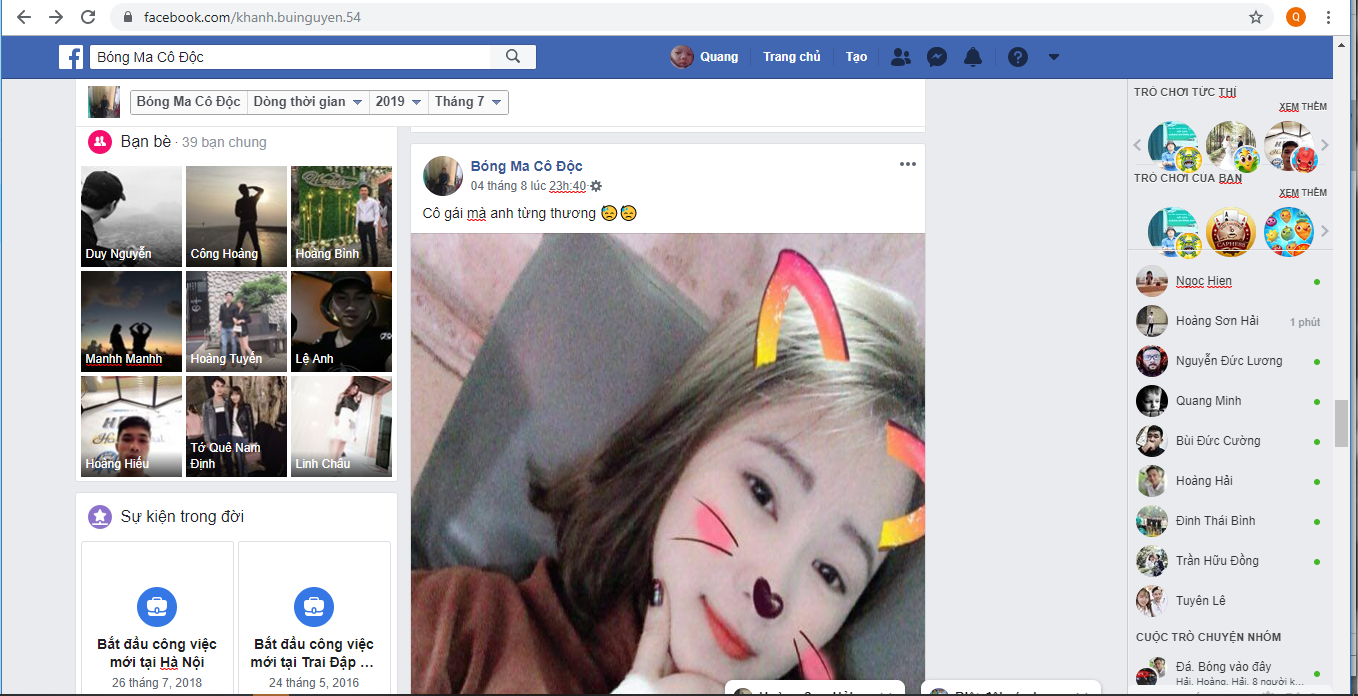 facebook.com/khanh.buinguyen.54
Q
Bóng Ma Cô Độc
Quang
Trang chủ
Tạo
Bóng Ma Cô Độc
Dòng thời gian
2019
Tháng 7
Bạn bè · 39 bạn chung
Duy Nguyễn
Công Hoàng
Hoàng Bình
Manhh Manhh
Hoàng Tuyến
Lệ Anh
Hoàng Hiếu
Tớ Quê Nam
Định
Linh Châu
Sự kiện trong đời
Bắt đầu công việc
mới tại Hà Nội
26 tháng 7, 2018
Bắt đầu công việc
mới tại Trai Đập ...
24 tháng 5, 2016
Bóng Ma Cô Độc
04 tháng 8 lúc 23h:40
Cô gái mà anh từng thương 😓😓
TRÒ CHƠI TỨC THÌ
XEM THÊM
TRÒ CHƠI CỦA BẠN
XEM THÊM
Ngọc Hien
Hoàng Sơn Hải
1 phút
Nguyễn Đức Lương
Quang Minh
Bùi Đức Cường
Hoàng Hải
Đinh Thái Bình
Trần Hữu Đồng
Tuyên Lê
CUỘC TRÒ CHUYỆN NHÓM
Đá. Bóng vào đây
Hải, Hoàng, Hải, 8 người k...